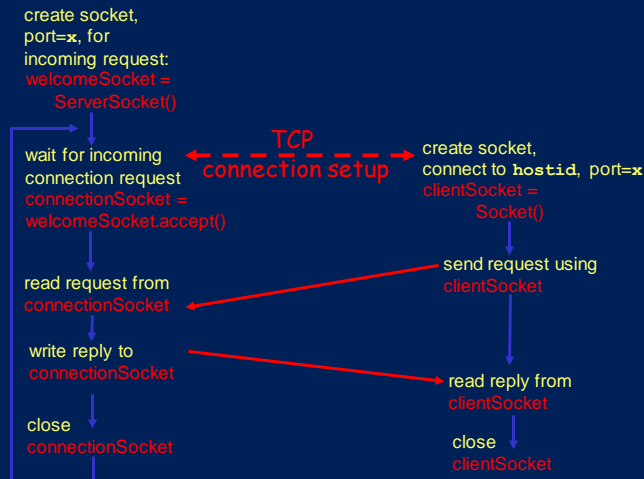 create socket,
port=x, for
incoming request:
welcomeSocket =
ServerSocket()
wait for incoming
connection request
connectionSocket =
welcomeSocket.accept()
read request from
connectionSocket
write reply to
connectionSocket
close
connectionSocket
TCP
connection setup
create socket,
connect to hostid, port=x
clientSocket =
Socket()
send request using
clientSocket
read reply from
clientSocket
close
clientSocket